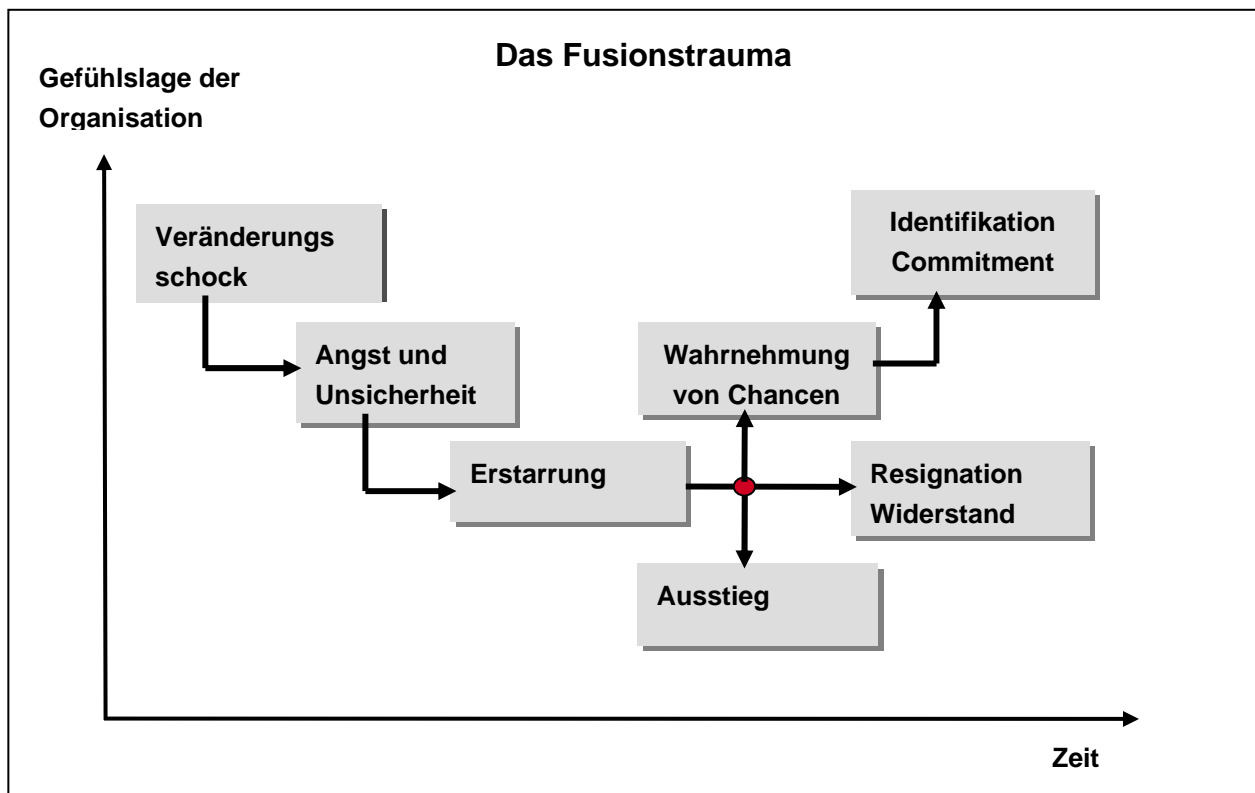 Das Fusionstrauma
Gefühlslage der
Organisation
Veränderungs
schock
Angst und
Unsicherheit
Erstarrung
Wahrnehmung
von Chancen
Identifikation
Commitment
Resignation
Widerstand
Ausstieg
Zeit